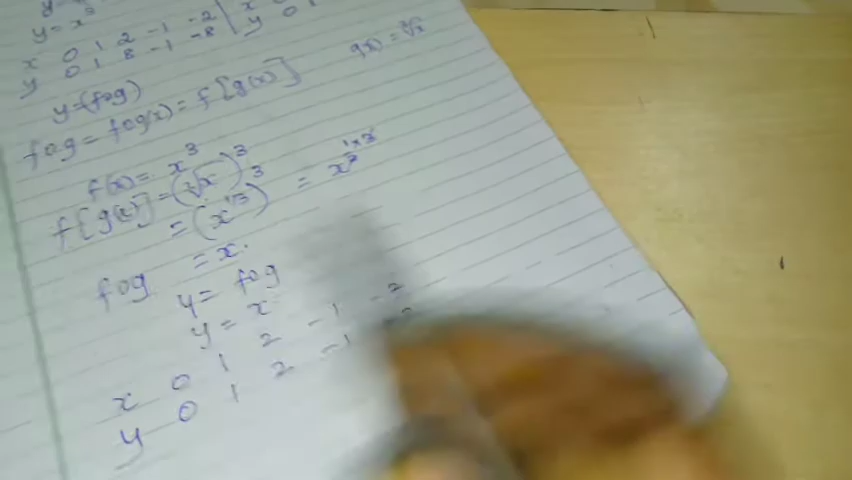 y = x³
x 0 1 2 -1 -2
y 0 1 8 -1 -8
y 0
y=(fog)
g(x) = ∛x
fog = fog(x) = f[g(x)]
f(x) = x³
f[g(x)] = (∛x)³
= (x^1/3)³ = x^1/3×3
fog = x.
y = fog
y = x
x 0 1 2 -1 -2
y 0 1 2 -1